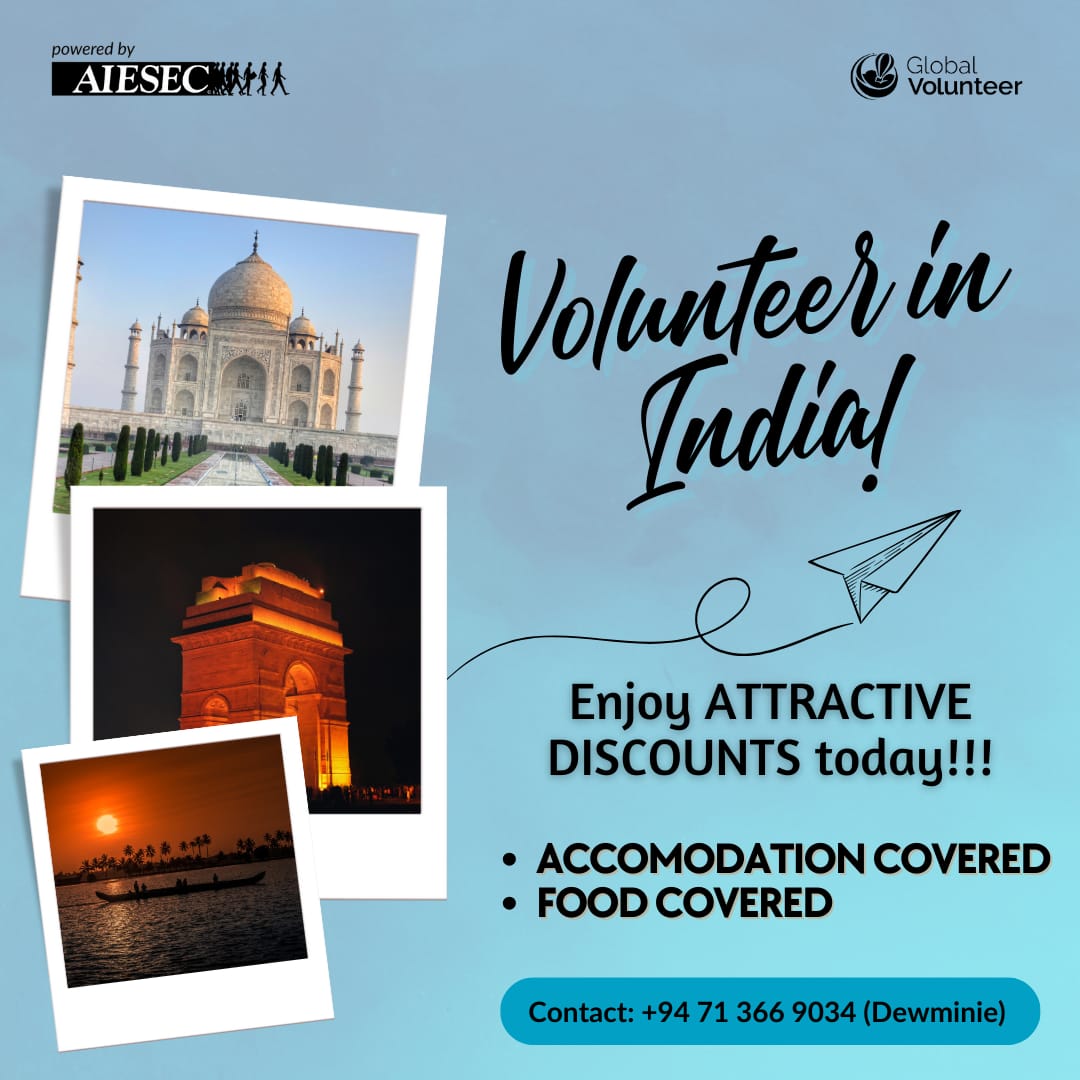 powered by
AIESEC
Global
Volunteer
Volunteer in
India!
Enjoy ATTRACTIVE
DISCOUNTS today!!!
• ACCOMODATION COVERED
• FOOD COVERED
Contact: +94 71 366 9034 (Dewminie)